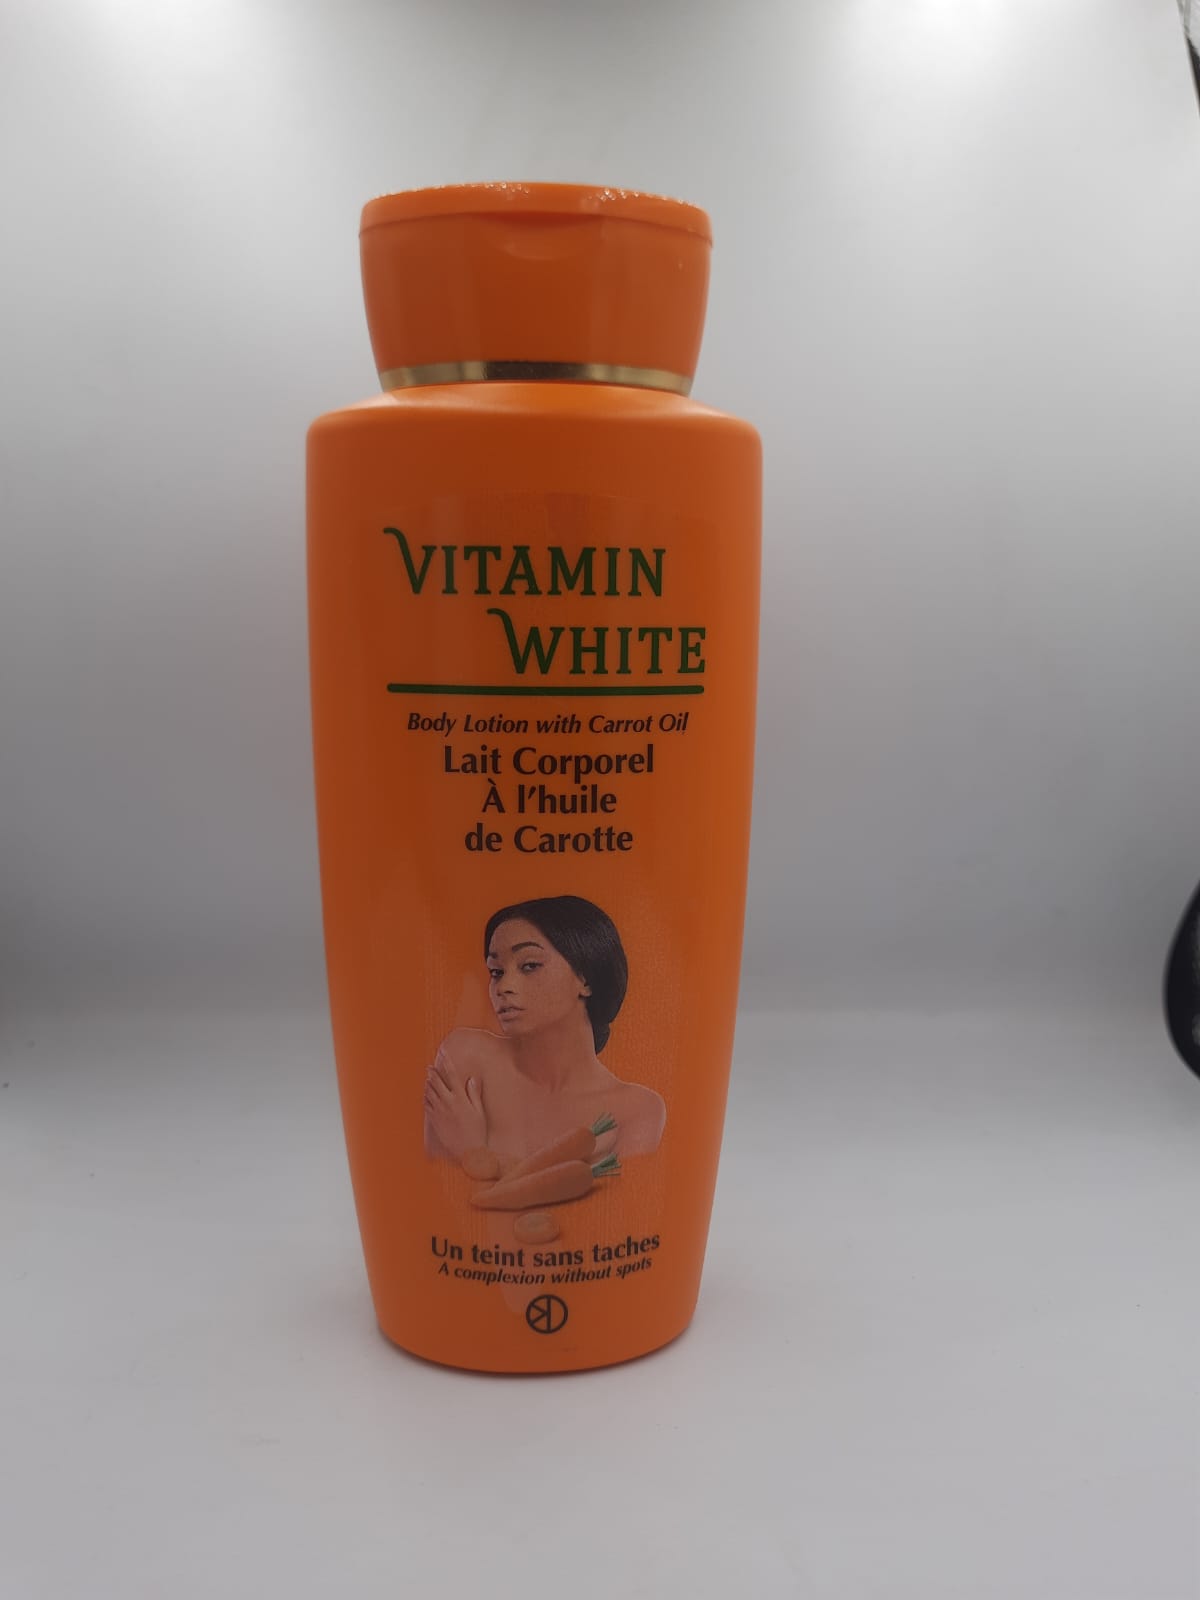 VITAMIN
WHITE
Body Lotion with Carrot Oil
Lait Corporel
À l'huile
de Carotte
Un teint sans taches
A complexion without spots